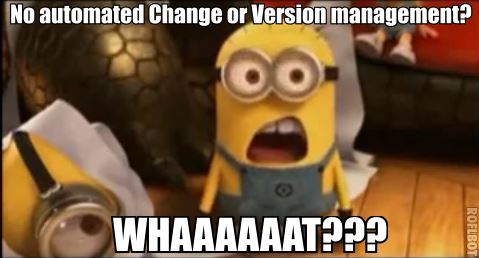 No automated Change or Version management?
WHAAAAAAT???
ROFLBOT